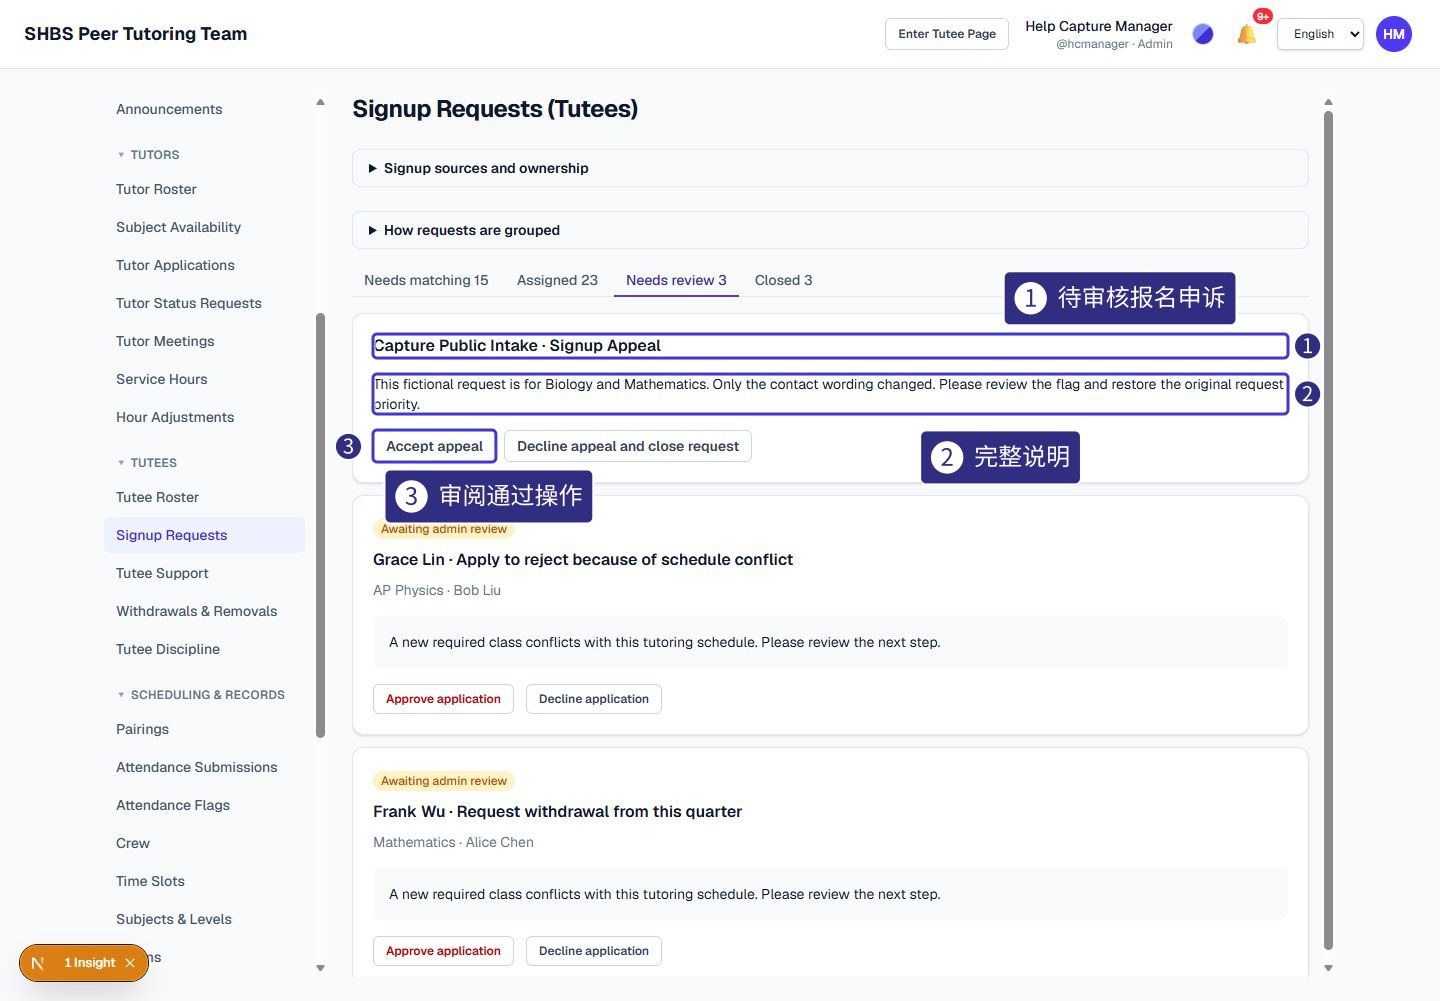 SHBS Peer Tutoring Team
Enter Tutee Page
Help Capture Manager
@hcmanager · Admin
9+
English
HM
Announcements
TUTORS
Tutor Roster
Subject Availability
Tutor Applications
Tutor Status Requests
Tutor Meetings
Service Hours
Hour Adjustments
TUTEES
Tutee Roster
Signup Requests
Tutee Support
Withdrawals & Removals
Tutee Discipline
SCHEDULING & RECORDS
Pairings
Attendance Submissions
Attendance Flags
Crew
Time Slots
Subjects & Levels
1 Insight
Signup Requests (Tutees)
Signup sources and ownership
How requests are grouped
Needs matching 15
Assigned 23
Needs review 3
Closed 3
1 待审核报名申诉
Capture Public Intake · Signup Appeal
1
This fictional request is for Biology and Mathematics. Only the contact wording changed. Please review the flag and restore the original request
priority.
2
3
Accept appeal
Decline appeal and close request
2 完整说明
3 审阅通过操作
Awaiting admin review
Grace Lin · Apply to reject because of schedule conflict
AP Physics · Bob Liu
A new required class conflicts with this tutoring schedule. Please review the next step.
Approve application
Decline application
Awaiting admin review
Frank Wu · Request withdrawal from this quarter
Mathematics · Alice Chen
A new required class conflicts with this tutoring schedule. Please review the next step.
Approve application
Decline application